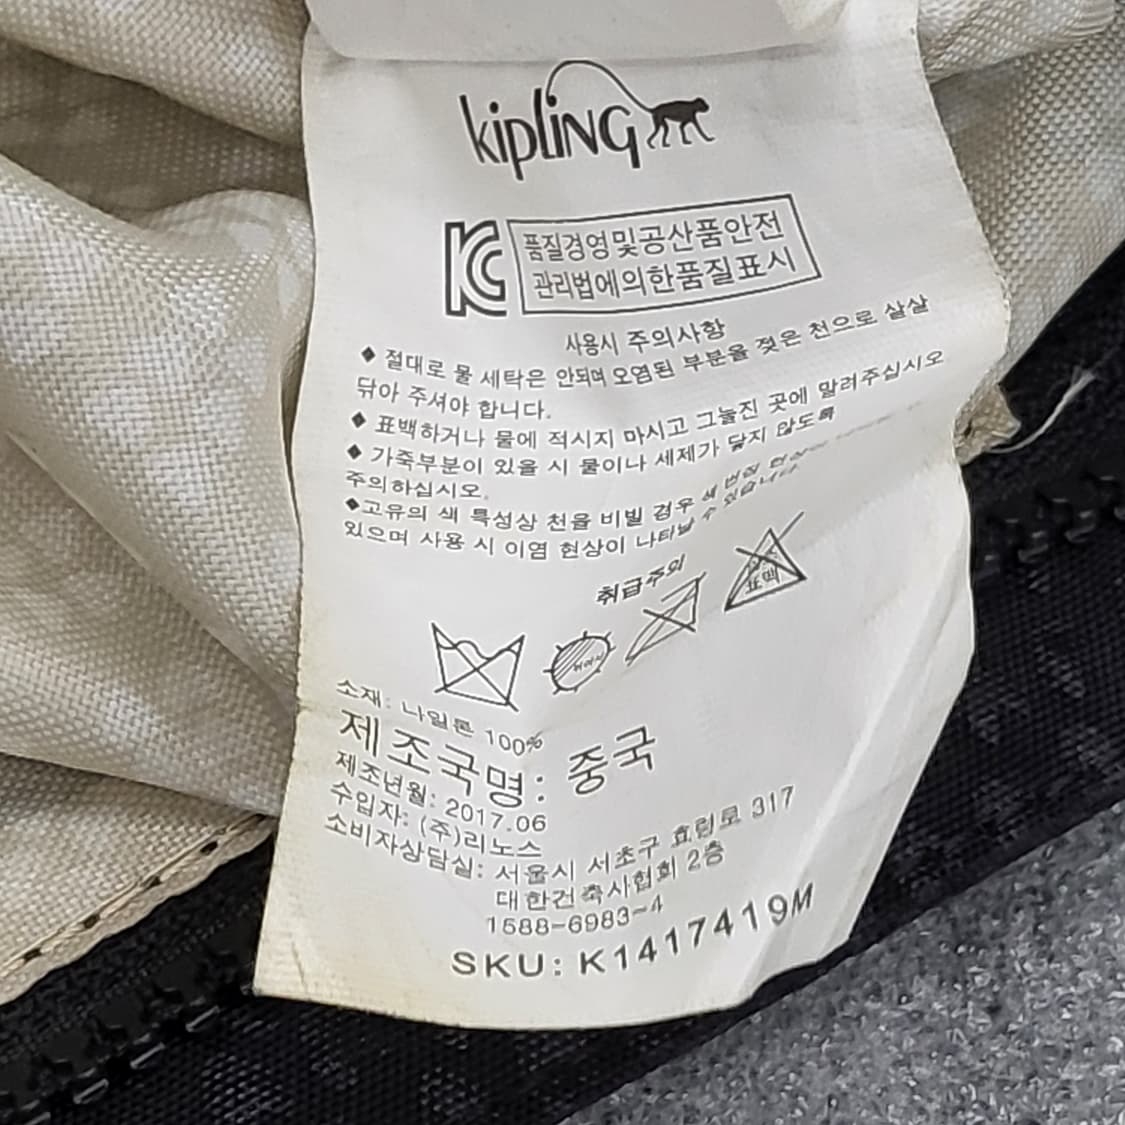 kipling
품질경영및공산품안전
관리법에의한품질표시
사용시 주의사항
◆ 절대로 물 세탁은 안되며 오염된 부분을 젖은 천으로 살살
닦아 주셔야 합니다.
◆ 표백하거나 물에 적시지 마시고 그늘진 곳에 말려주십시오
◆ 가죽부분이 있을 시 물이나 세제가 닿지 않도록
주의하십시오.
◆고유의 색 특성상 천을 비빌 경우 색 번짐 현상
있으며 사용 시 이염 현상이 나타날 수 있습니다.
취급주의
표백
소재: 나일론 100%
제조국명: 중국
제조년월: 2017.06
수입자: (주)리노스
소비자상담실: 서울시 서초구 효령로 317
대한건축사협회 2층
1588-6983~4
SKU: K1417419M